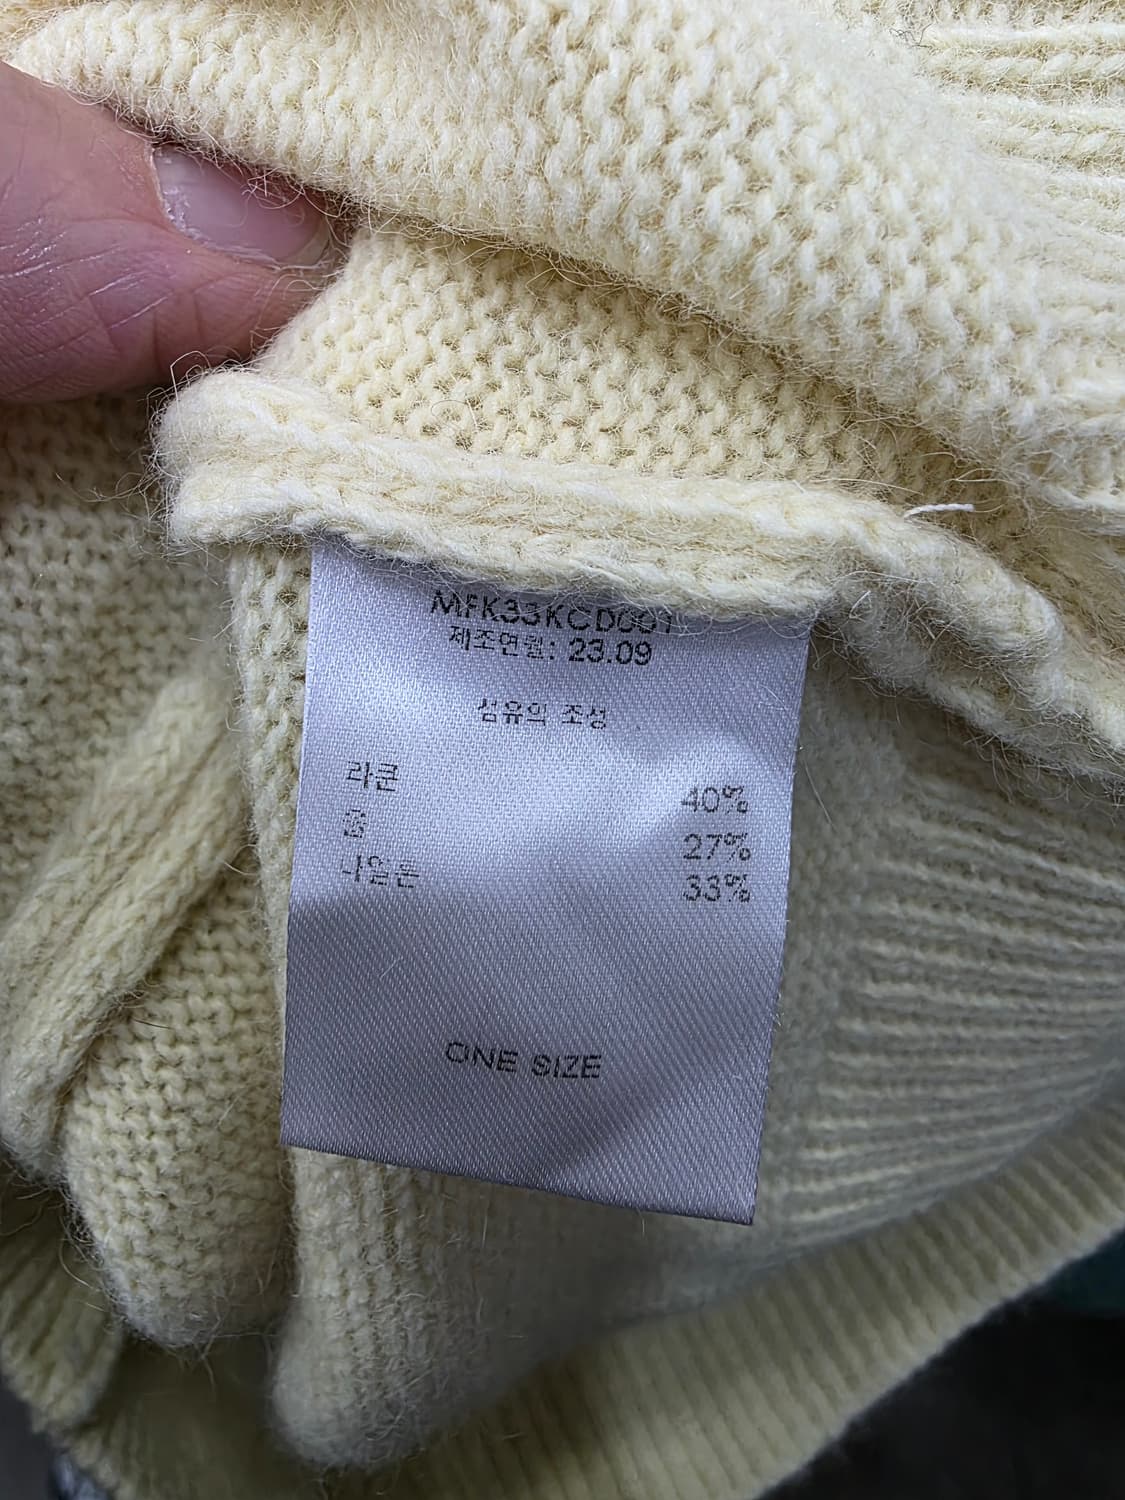 MFK33KCD001
제조연월: 23.09
섬유의 조성
라쿤 40%
울 27%
나일론 33%
ONE SIZE